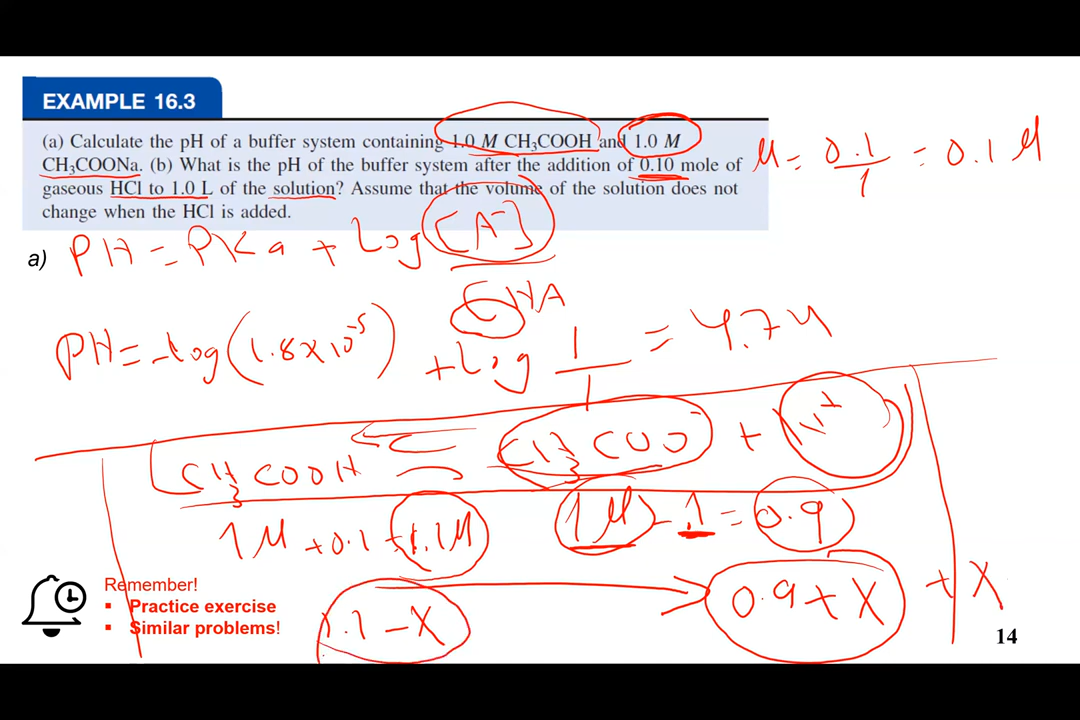 EXAMPLE 16.3
(a) Calculate the pH of a buffer system containing 1.0 M CH₃COOH and 1.0 M
CH₃COONa. (b) What is the pH of the buffer system after the addition of 0.10 mole of
gaseous HCl to 1.0 L of the solution? Assume that the volume of the solution does not
change when the HCl is added.
M = 0.1/1 = 0.1 M
a) PH = PKa + log [A⁻]/[HA
PH = -log(1.8x10⁻⁵) + log 1/1 = 4.74
CH₃COOH ⇌ CH₃COO⁻ + H⁺
1M + 0.1 = 1.1M 1M - .1 = 0.9
1.1 - X → 0.9 + X + X
Remember!
▪ Practice exercise
▪ Similar problems!
14